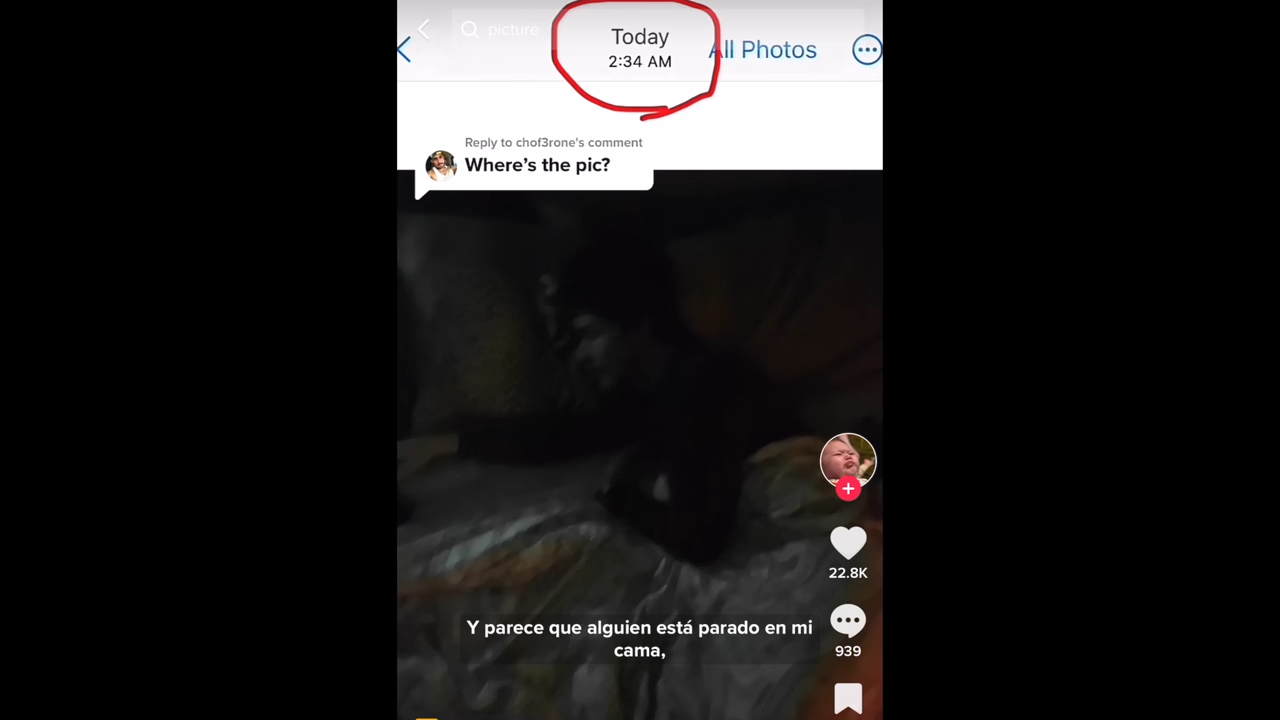 picture
Today
2:34 AM
All Photos
Reply to chof3rone's comment
Where's the pic?
22.8K
Y parece que alguien está parado en mi
cama,
939